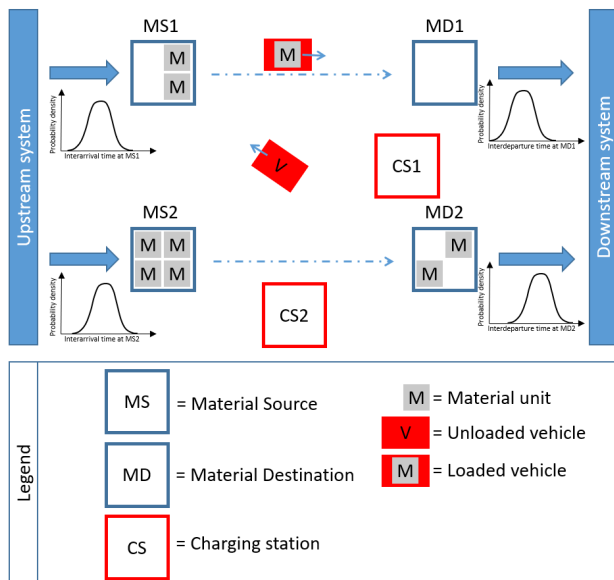 MS1
MD1
M
M
M
Upstream system
Downstream system
Probability density
Interarrival time at MS1
Probability density
Interdeparture time at MD1
V
CS1
MS2
MD2
M
M
M
M
M
M
CS2
Probability density
Interarrival time at MS2
Probability density
Interdeparture time at MD2
Legend
MS
= Material Source
MD
= Material Destination
CS
= Charging station
M
= Material unit
V
= Unloaded vehicle
M
= Loaded vehicle